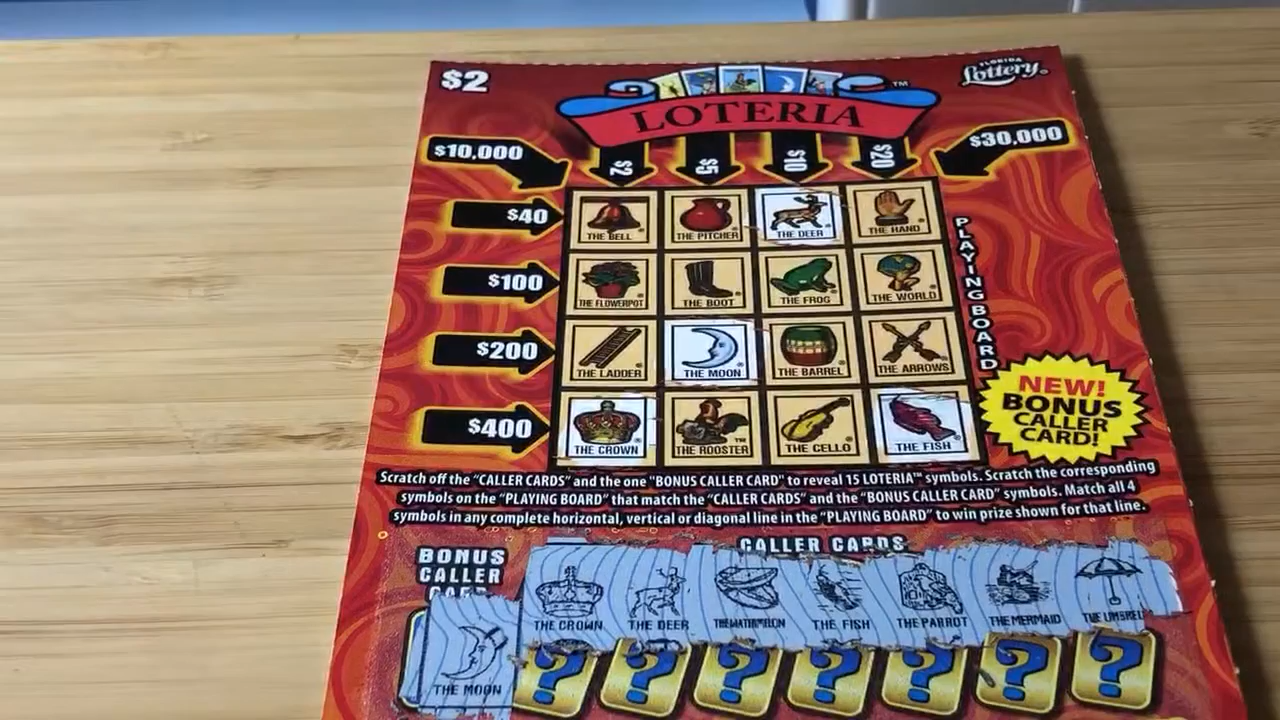 $2
LOTERIA™
FLORIDA
Lottery
$10,000
$2
$5
$10
$20
$30,000
$40
THE BELL
THE PITCHER
THE DEER
THE HAND
$100
THE FLOWERPOT
THE BOOT
THE FROG
THE WORLD
$200
THE LADDER
THE MOON
THE BARREL
THE ARROWS
$400
THE CROWN
THE ROOSTER
THE CELLO
THE FISH
PLAYING BOARD
NEW!
BONUS
CALLER
CARD!
Scratch off the "CALLER CARDS" and the one "BONUS CALLER CARD" to reveal 15 LOTERIA™ symbols. Scratch the corresponding
symbols on the "PLAYING BOARD" that match the "CALLER CARDS" and the "BONUS CALLER CARD" symbols. Match all 4
symbols in any complete horizontal, vertical or diagonal line in the "PLAYING BOARD" to win prize shown for that line.
BONUS
CALLER
CARD
CALLER CARDS
THE CROWN
THE DEER
THE WATERMELON
THE FISH
THE PARROT
THE MERMAID
THE MOON
? ? ? ? ? ? ?